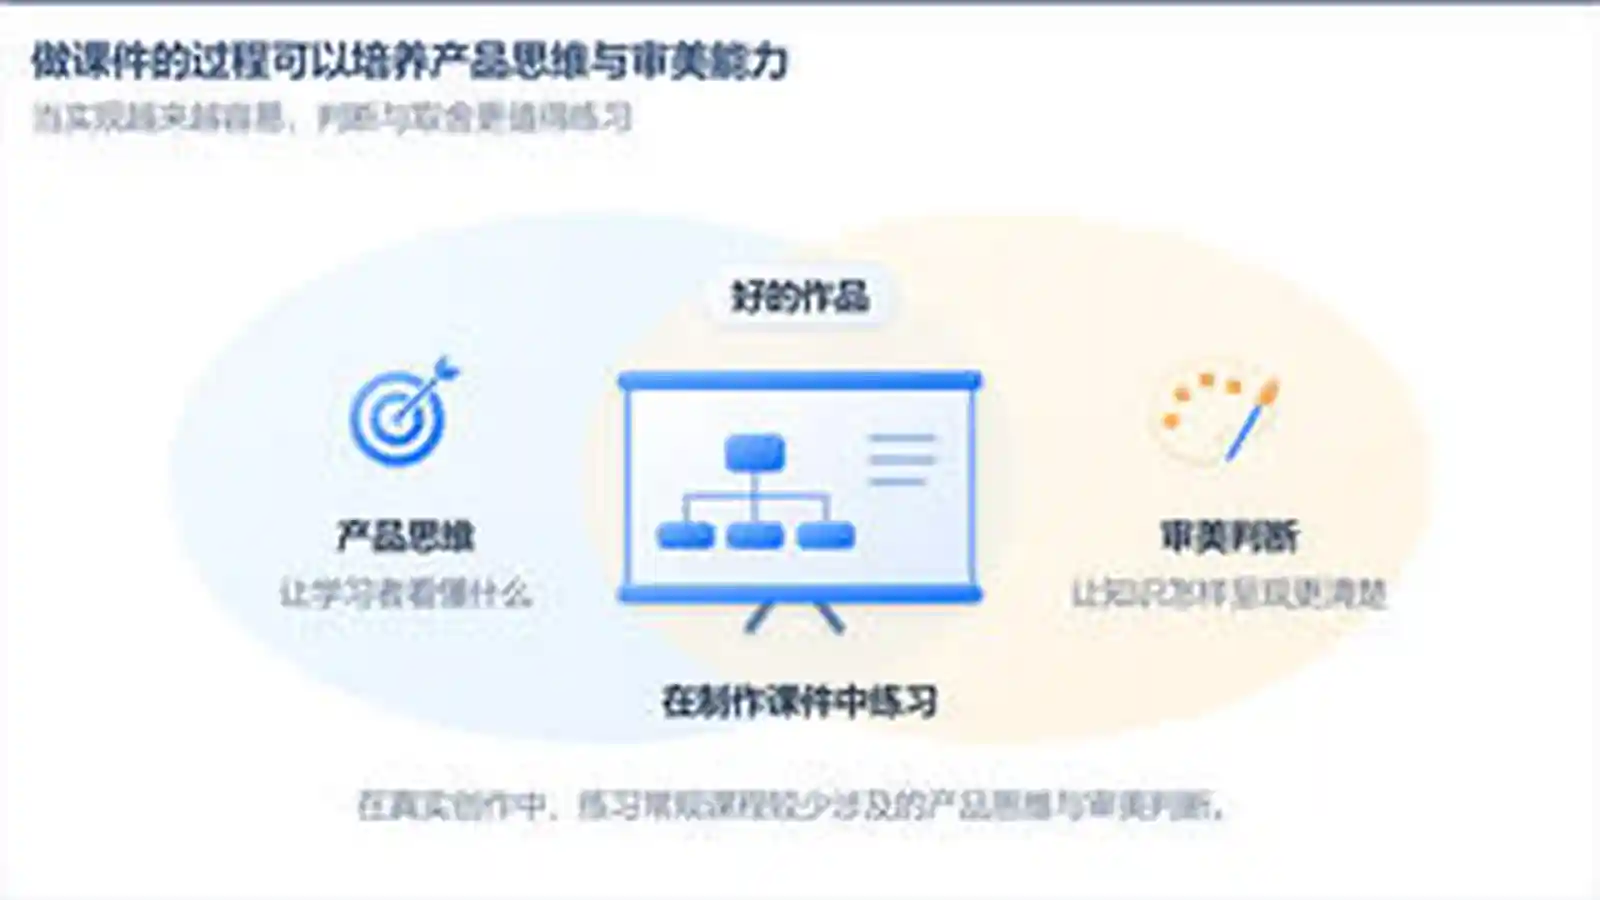 做课件的过程可以培养产品思维与审美能力
当实现越来越容易，判断与取舍更值得练习
好的作品
产品思维
让学习者看懂什么
审美判断
让知识怎样呈现更清楚
在制作课件中练习
在真实创作中，练习常规课程较少涉及的产品思维与审美判断。